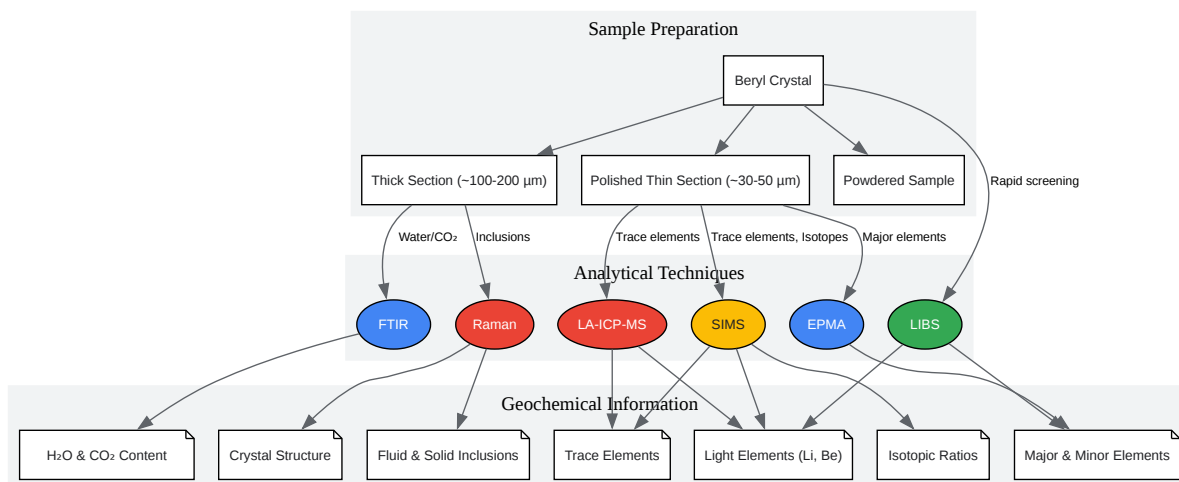 Sample Preparation
Beryl Crystal
Thick Section (~100-200 µm)
Polished Thin Section (~30-50 µm)
Powdered Sample
Rapid screening
Water/CO₂
Inclusions
Trace elements
Trace elements, Isotopes
Major elements
Analytical Techniques
FTIR
Raman
LA-ICP-MS
SIMS
EPMA
LIBS
Geochemical Information
H₂O & CO₂ Content
Crystal Structure
Fluid & Solid Inclusions
Trace Elements
Light Elements (Li, Be)
Isotopic Ratios
Major & Minor Elements